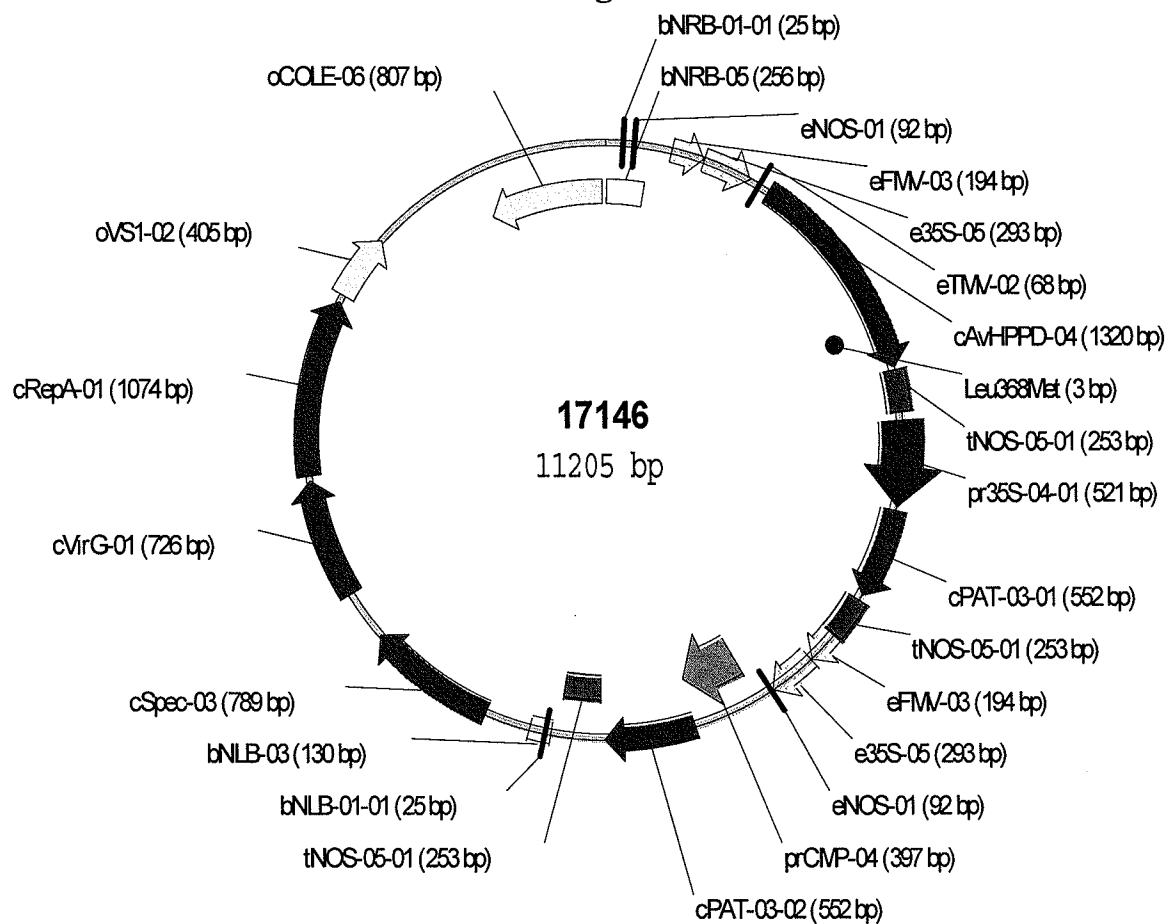 bNRB-01-01 (25 bp)
oCOLE-06 (807 bp)
bNRB-05 (256 bp)
eNOS-01 (92 bp)
eFMV-03 (194 bp)
oVS1-02 (405 bp)
e35S-05 (293 bp)
eTMV-02 (68 bp)
cAvHPPD-04 (1320 bp)
cRepA-01 (1074 bp)
Leu368Met (3 bp)
17146
tNOS-05-01 (253 bp)
11205 bp
pr35S-04-01 (521 bp)
cVirG-01 (726 bp)
cPAT-03-01 (552 bp)
tNOS-05-01 (253 bp)
cSpec-03 (789 bp)
eFMV-03 (194 bp)
bNLB-03 (130 bp)
e35S-05 (293 bp)
bNLB-01-01 (25 bp)
eNOS-01 (92 bp)
tNOS-05-01 (253 bp)
prCMP-04 (397 bp)
cPAT-03-02 (552 bp)